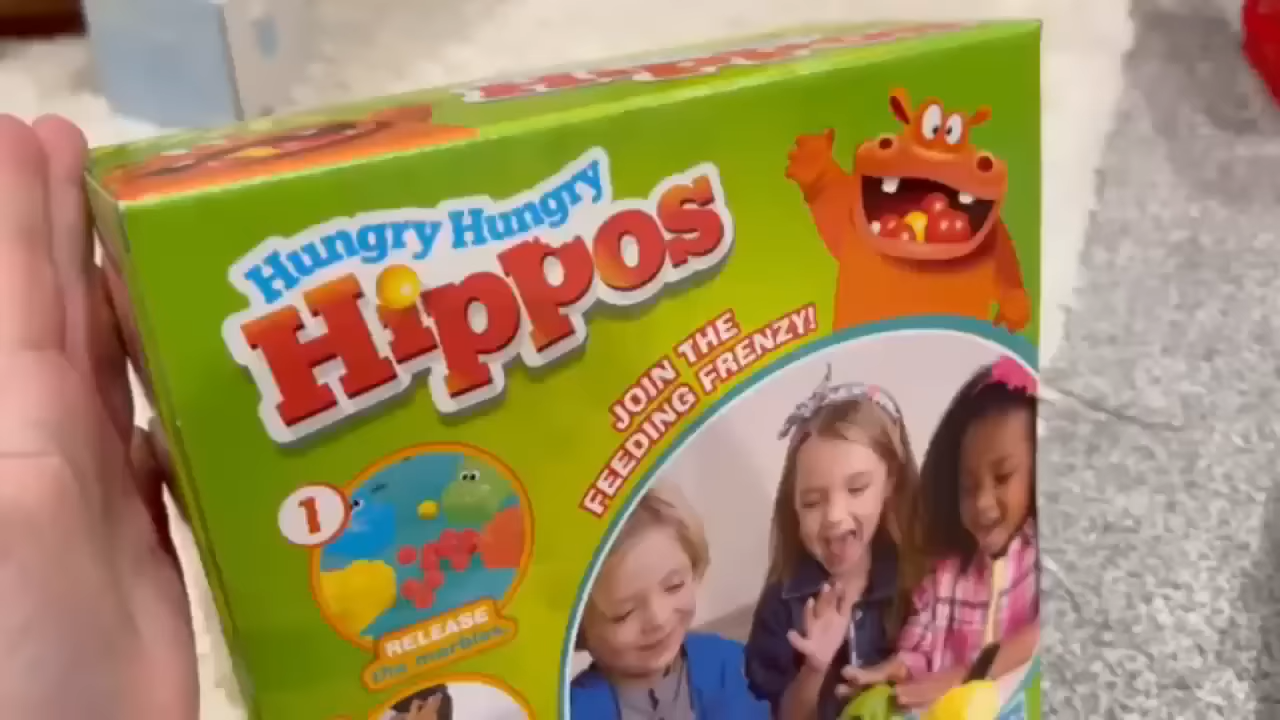 Hungry Hungry
Hippos
JOIN THE
FEEDING FRENZY!
1
RELEASE
the marbles.